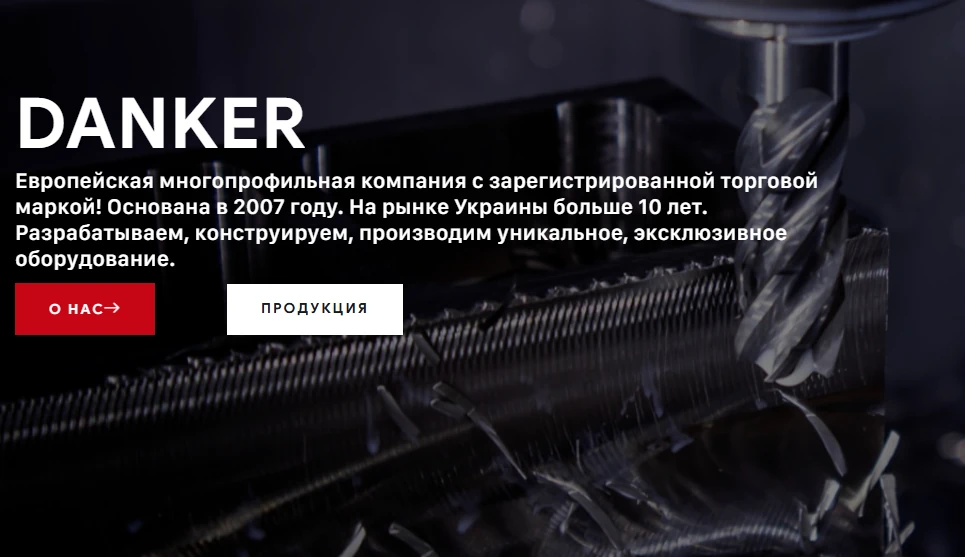 DANKER
Европейская многопрофильная компания с зарегистрированной торговой
маркой! Основана в 2007 году. На рынке Украины больше 10 лет.
Разрабатываем, конструируем, производим уникальное, эксклюзивное
оборудование.
О НАС→ ПРОДУКЦИЯ